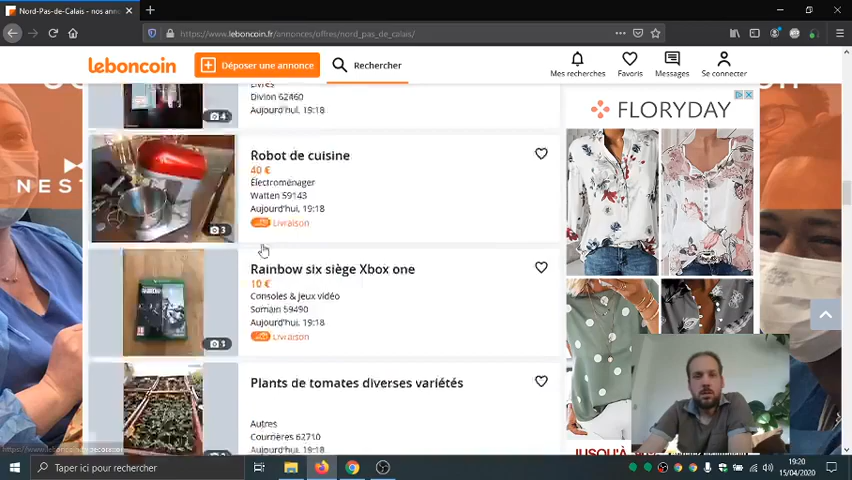 Nord-Pas-de-Calais - nos anno
https://www.leboncoin.fr/annonces/offres/nord_pas_de_calais/
leboncoin
Déposer une annonce
Rechercher
Mes recherches
Favoris
Messages
Se connecter
Livres
Divion 62460
Aujourd'hui, 19:18
4
Robot de cuisine
40 €
Électroménager
Watten 59143
Aujourd'hui, 19:18
Livraison
3
Rainbow six siège Xbox one
10 €
Consoles & jeux vidéo
Somain 59490
Aujourd'hui, 19:18
Livraison
Plants de tomates diverses variétés
Autres
Courrières 62710
Aujourd'hui, 19:18
FLORYDAY
NEST
Taper ici pour rechercher
19:20
15/04/2020